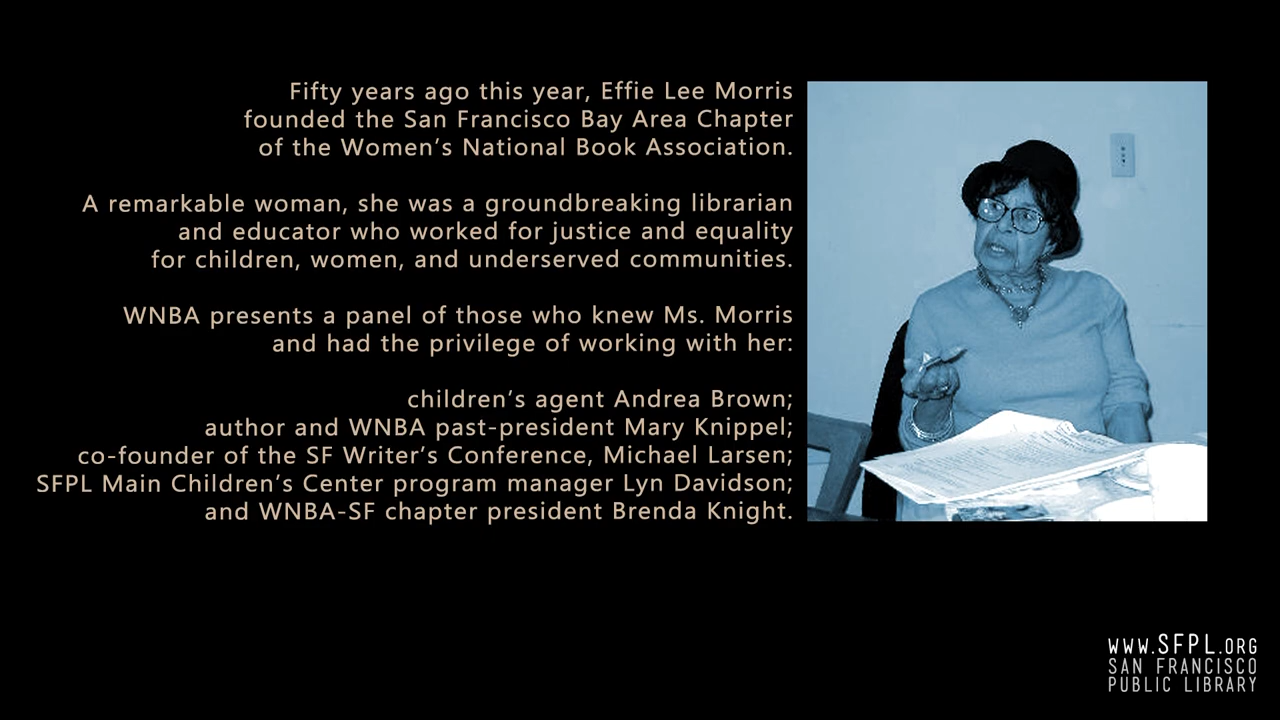 Fifty years ago this year, Effie Lee Morris
founded the San Francisco Bay Area Chapter
of the Women's National Book Association.
A remarkable woman, she was a groundbreaking librarian
and educator who worked for justice and equality
for children, women, and underserved communities.
WNBA presents a panel of those who knew Ms. Morris
and had the privilege of working with her:
children's agent Andrea Brown;
author and WNBA past-president Mary Knippel;
co-founder of the SF Writer's Conference, Michael Larsen;
SFPL Main Children's Center program manager Lyn Davidson;
and WNBA-SF chapter president Brenda Knight.
WWW.SFPL.ORG
SAN FRANCISCO
PUBLIC LIBRARY